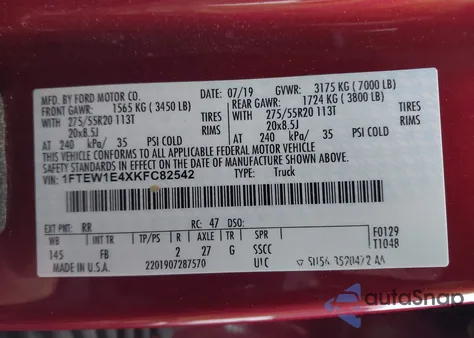 MFD. BY FORD MOTOR CO. 07/19 GVWR: 3175 KG ( 7000 LB)
FRONT GAWR: 1565 KG ( 3450 LB) REAR GAWR: 1724 KG ( 3800 LB)
WITH 275/55R20 113T TIRES WITH 275/55R20 113T TIRES
20x8.5J RIMS 20x8.5J RIMS
AT 240 kPa/ 35 PSI COLD AT 240 kPa/ 35 PSI COLD
THIS VEHICLE CONFORMS TO ALL APPLICABLE FEDERAL MOTOR VEHICLE
SAFETY STANDARDS IN EFFECT ON THE DATE OF MANUFACTURE SHOWN ABOVE.
VIN: 1FTEW1E4XKFC82542 TYPE: Truck
EXT PNT: RR RC: 47 DSO: F0129
WB INT TR TP/PS R AXLE TR SPR T1048
145 FB 2 27 G SSCC
MADE IN U.S.A. 2201907287570 ULC
autoSnap